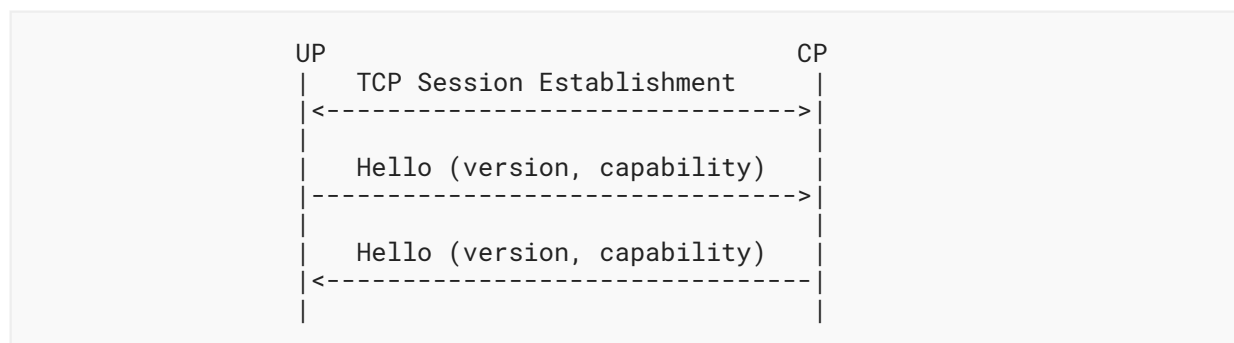 UP CP
| TCP Session Establishment |
|<------------------------------->|
| |
| Hello (version, capability) |
|-------------------------------->|
| |
| Hello (version, capability) |
|<--------------------------------|
| |